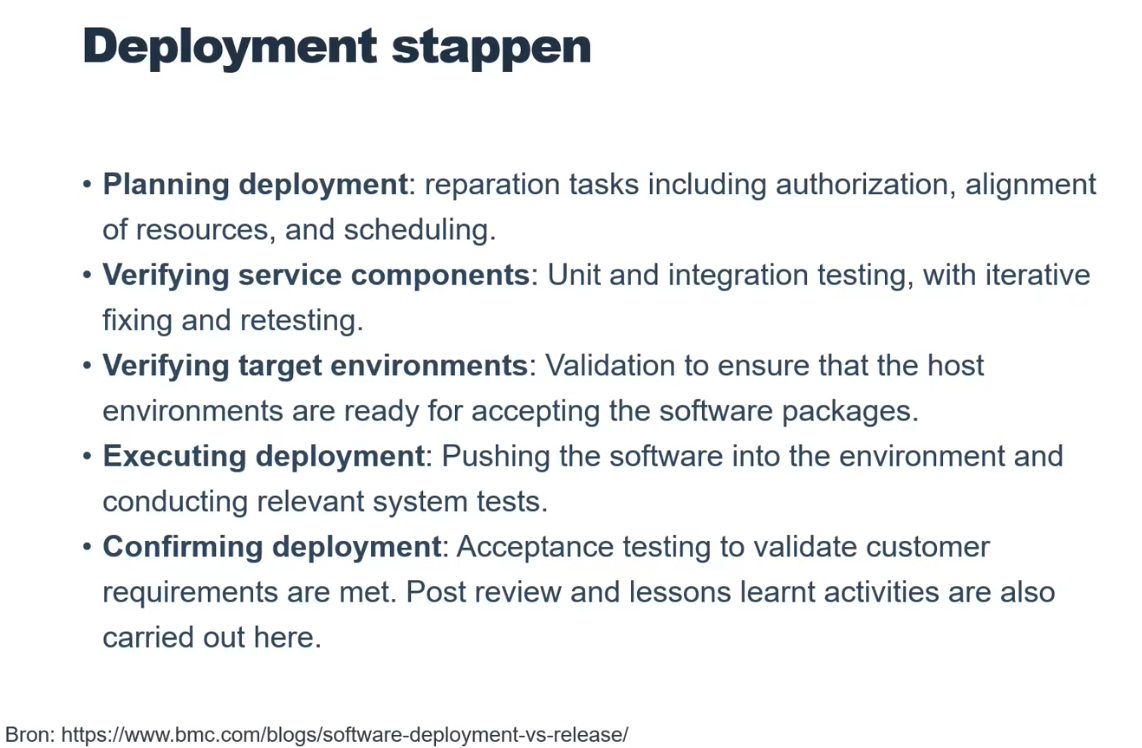 Deployment stappen
• Planning deployment: reparation tasks including authorization, alignment
of resources, and scheduling.
• Verifying service components: Unit and integration testing, with iterative
fixing and retesting.
• Verifying target environments: Validation to ensure that the host
environments are ready for accepting the software packages.
• Executing deployment: Pushing the software into the environment and
conducting relevant system tests.
• Confirming deployment: Acceptance testing to validate customer
requirements are met. Post review and lessons learnt activities are also
carried out here.
Bron: https://www.bmc.com/blogs/software-deployment-vs-release/